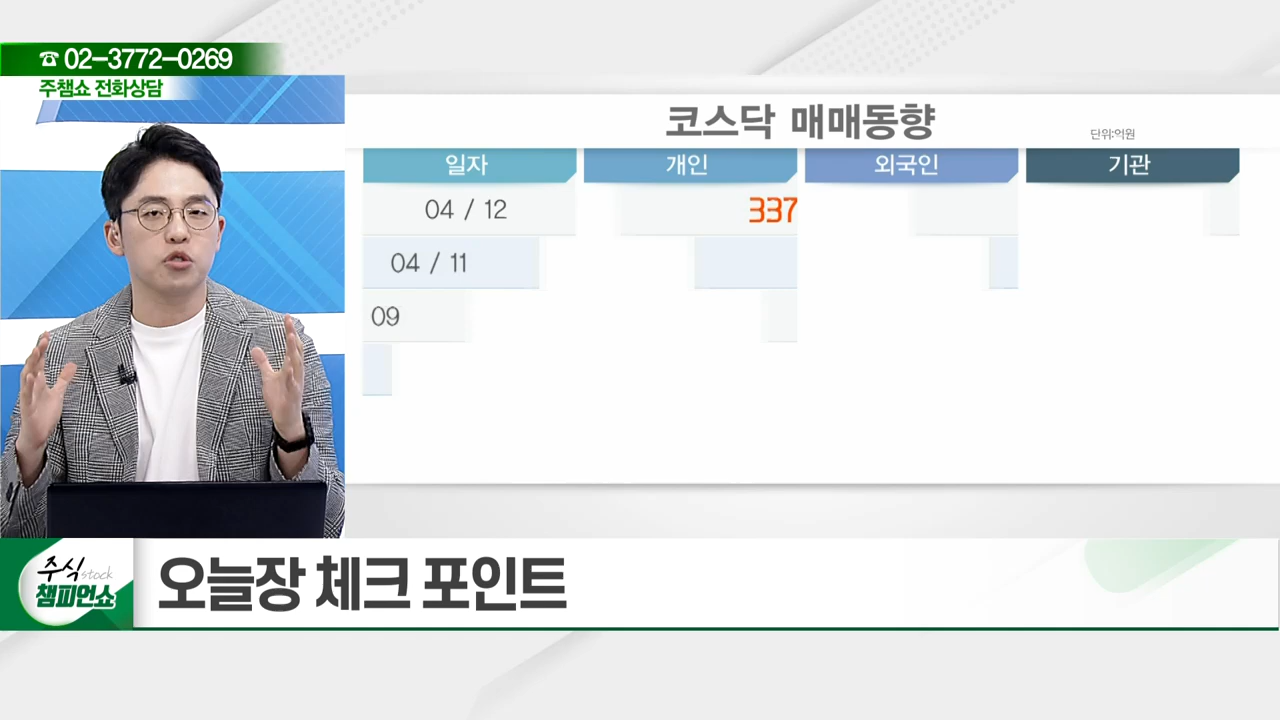 ☎ 02-3772-0269
주챔쇼 전화상담
코스닥 매매동향
단위:억원
일자 개인 외국인 기관
04 / 12 337
04 / 11
09
주식 stock
챔피언쇼
오늘장 체크 포인트